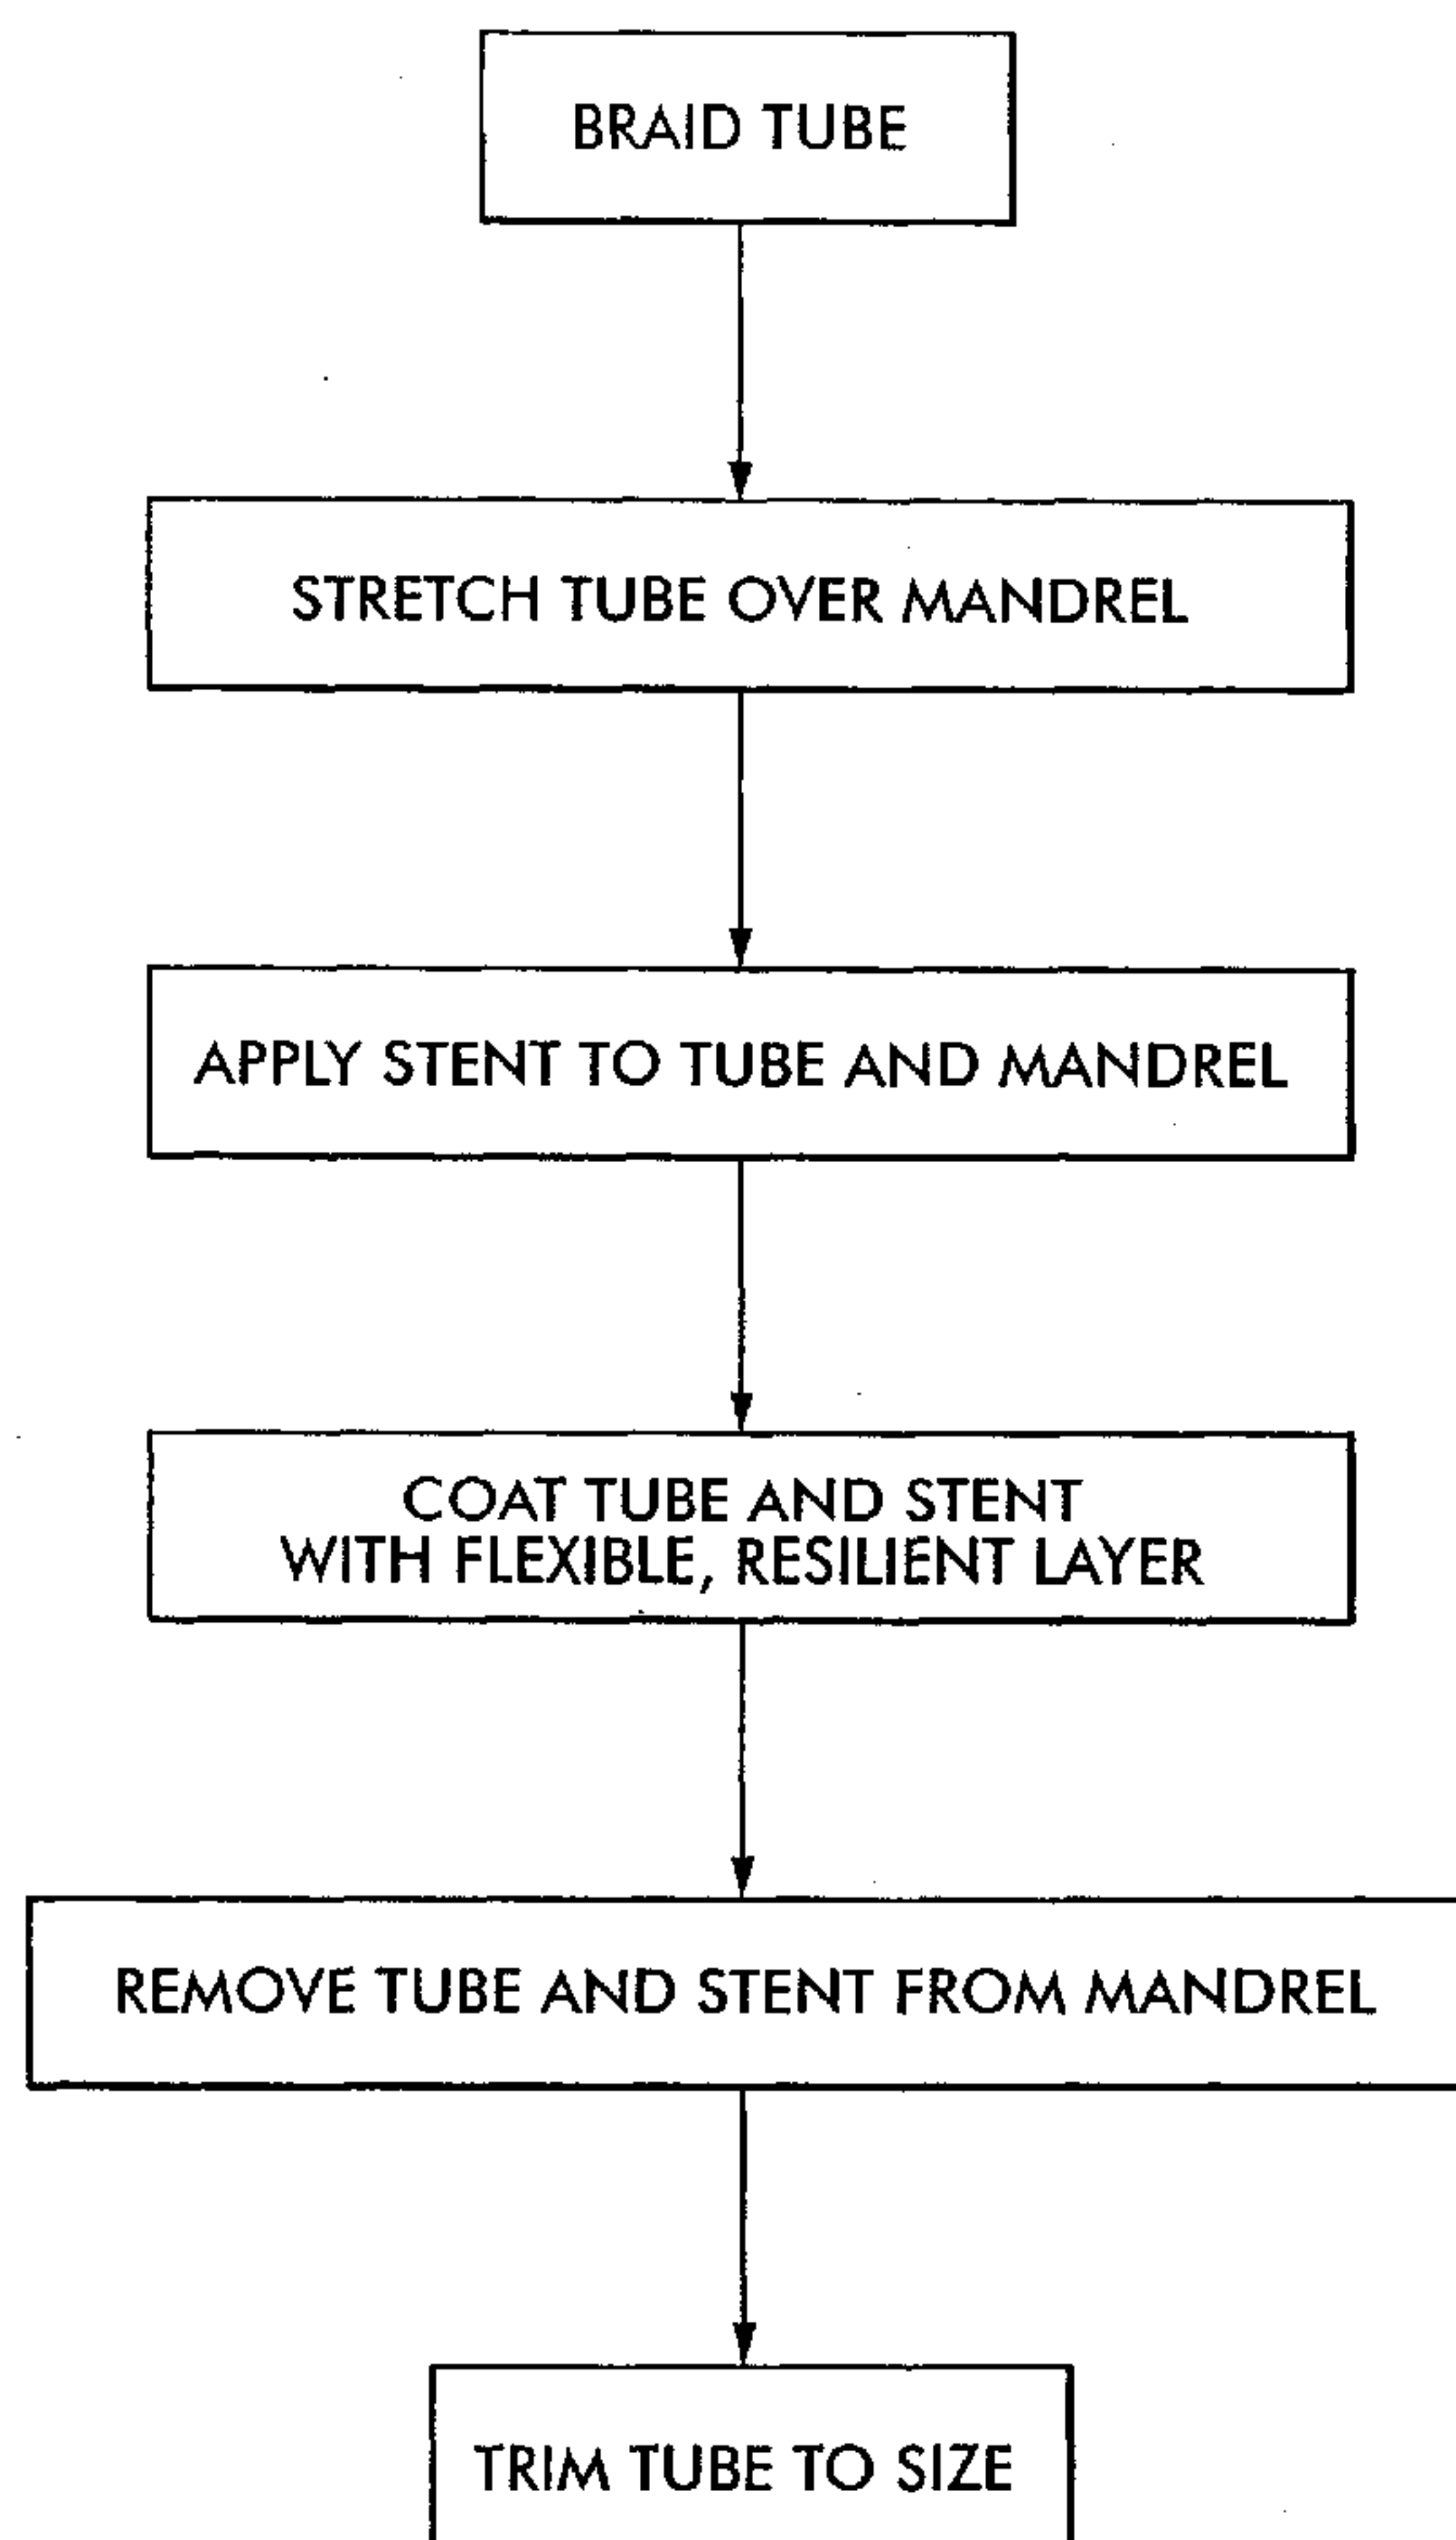 BRAID TUBE
STRETCH TUBE OVER MANDREL
APPLY STENT TO TUBE AND MANDREL
COAT TUBE AND STENT
WITH FLEXIBLE, RESILIENT LAYER
REMOVE TUBE AND STENT FROM MANDREL
TRIM TUBE TO SIZE